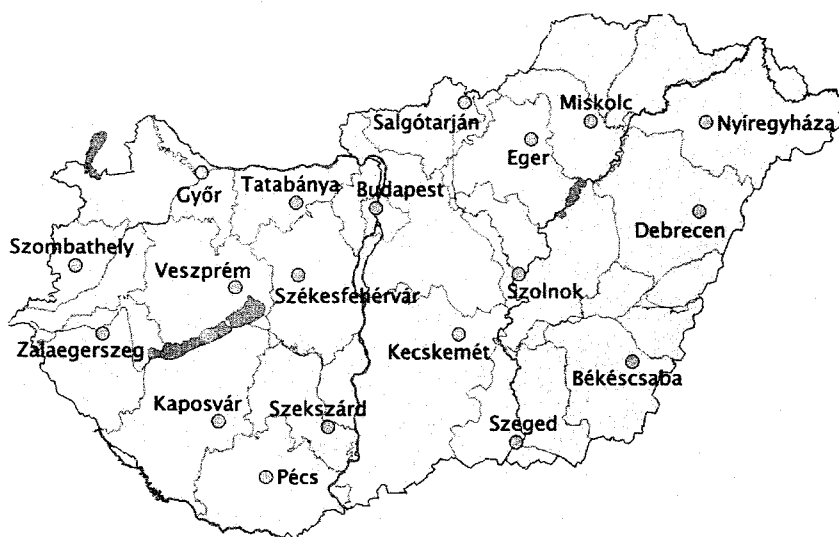 Salgótarján
Miskolc
Nyíregyháza
Eger
Győr
Tatabánya
Budapest
Debrecen
Szombathely
Veszprém
Székesfehérvár
Szolnok
Zalaegerszeg
Kecskemét
Békéscsaba
Kaposvár
Szekszárd
Szeged
Pécs